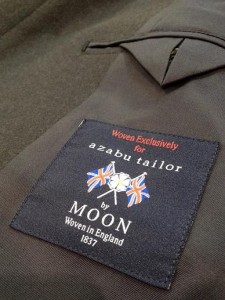 Woven Exclusively
for
azabu tailor
by
MOON
Woven in England
1837